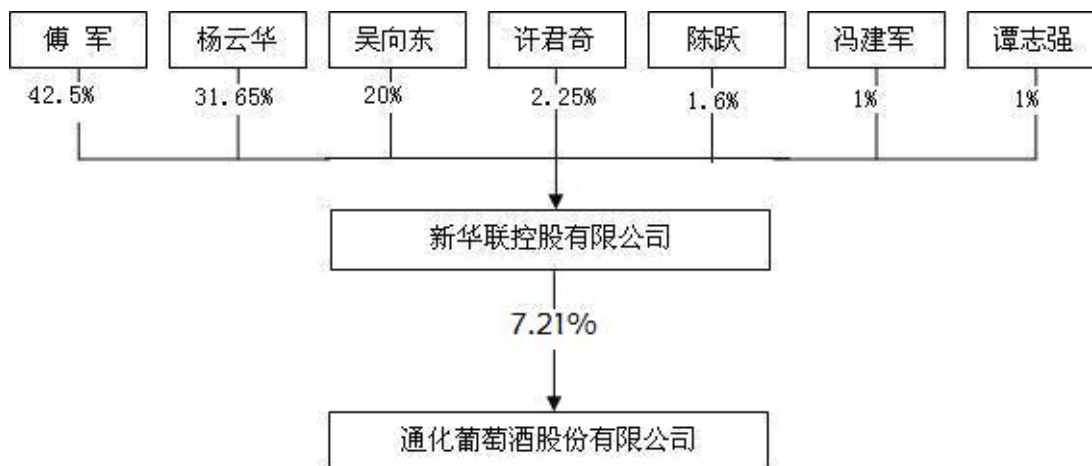 傅 军 杨云华 吴向东 许君奇 陈跃 冯建军 谭志强
42.5% 31.65% 20% 2.25% 1.6% 1% 1%
新华联控股有限公司
7.21%
通化葡萄酒股份有限公司